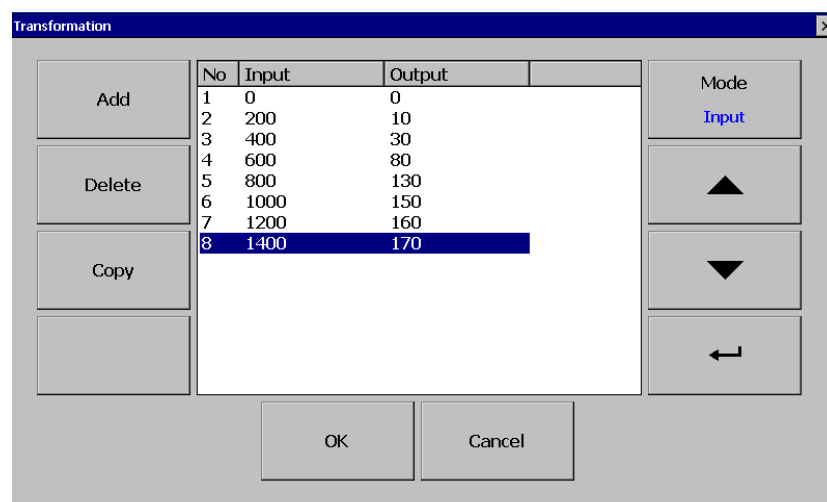 Transformation
Add
Delete
Copy
No Input Output
1 0 0
2 200 10
3 400 30
4 600 80
5 800 130
6 1000 150
7 1200 160
8 1400 170
Mode
Input
OK
Cancel